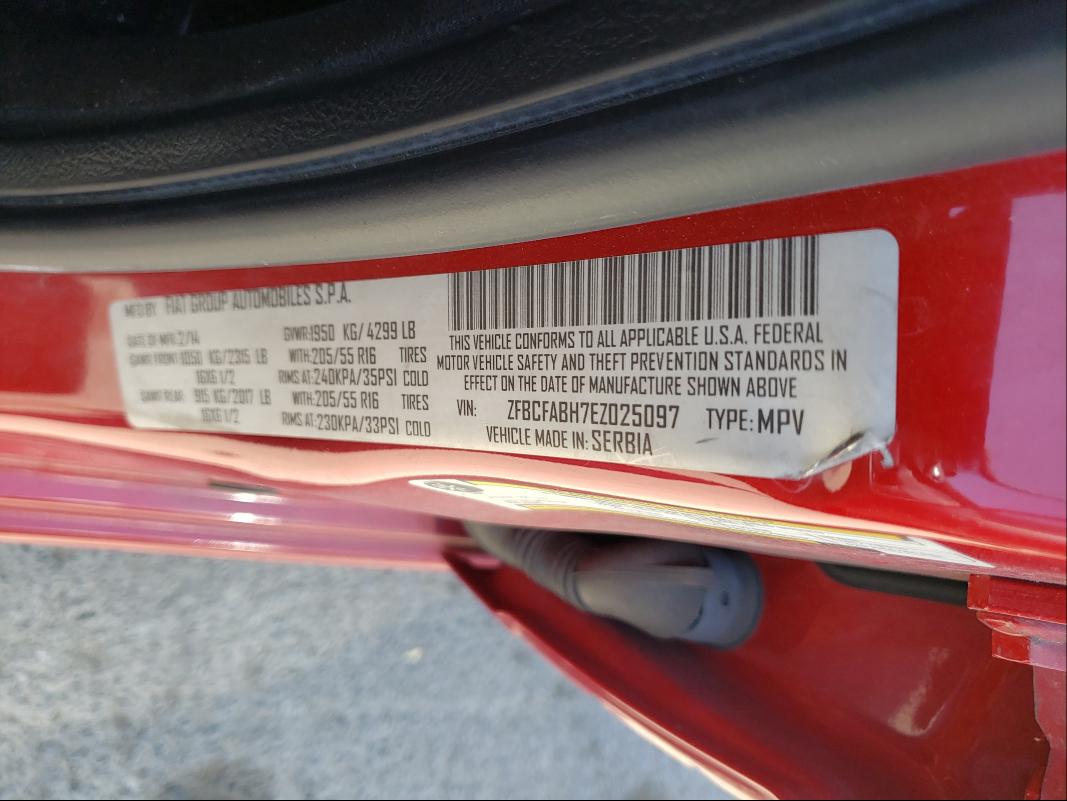 MFD BY FIAT GROUP AUTOMOBILES S.P.A.
DATE OF MFG. 2/14 GVWR: 1950 KG/ 4299 LB
GAWR FRONT: 1050 KG/2315 LB WITH: 205/55 R16 TIRES
16X6 1/2 RIMS AT: 240KPA/35PSI COLD
GAWR REAR: 915 KG/2017 LB WITH: 205/55 R16 TIRES
16X6 1/2 RIMS AT: 230KPA/33PSI COLD
THIS VEHICLE CONFORMS TO ALL APPLICABLE U.S.A. FEDERAL
MOTOR VEHICLE SAFETY AND THEFT PREVENTION STANDARDS IN
EFFECT ON THE DATE OF MANUFACTURE SHOWN ABOVE
VIN: ZFBCFABH7EZ025097 TYPE: MPV
VEHICLE MADE IN: SERBIA